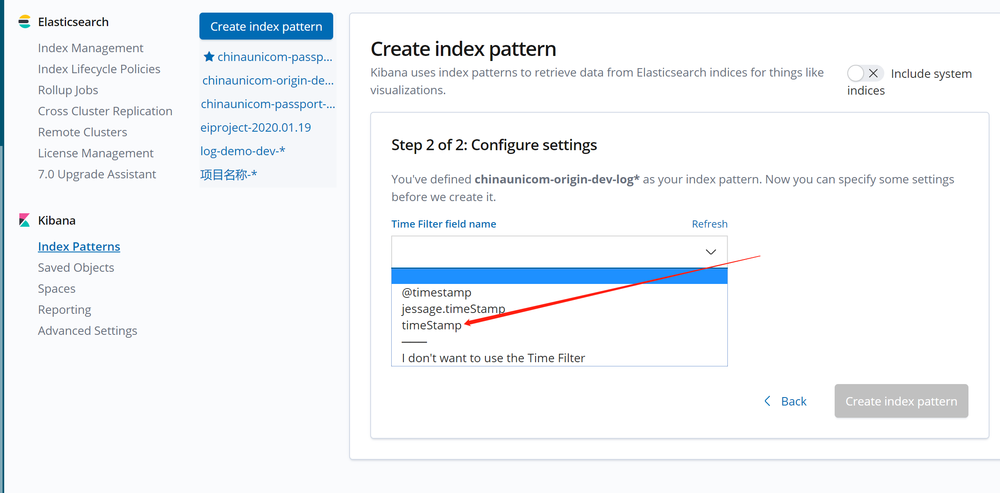 Elasticsearch
Index Management
Index Lifecycle Policies
Rollup Jobs
Cross Cluster Replication
Remote Clusters
License Management
7.0 Upgrade Assistant
Kibana
Index Patterns
Saved Objects
Spaces
Reporting
Advanced Settings
Create index pattern
chinaunicom-passp...
chinaunicom-origin-de...
chinaunicom-passport-...
eiproject-2020.01.19
log-demo-dev-*
项目名称-*
Create index pattern
Kibana uses index patterns to retrieve data from Elasticsearch indices for things like
visualizations.
Include system
indices
Step 2 of 2: Configure settings
You've defined chinaunicom-origin-dev-log* as your index pattern. Now you can specify some settings
before we create it.
Time Filter field name
Refresh
@timestamp
jessage.timeStamp
timeStamp
I don't want to use the Time Filter
Back
Create index pattern